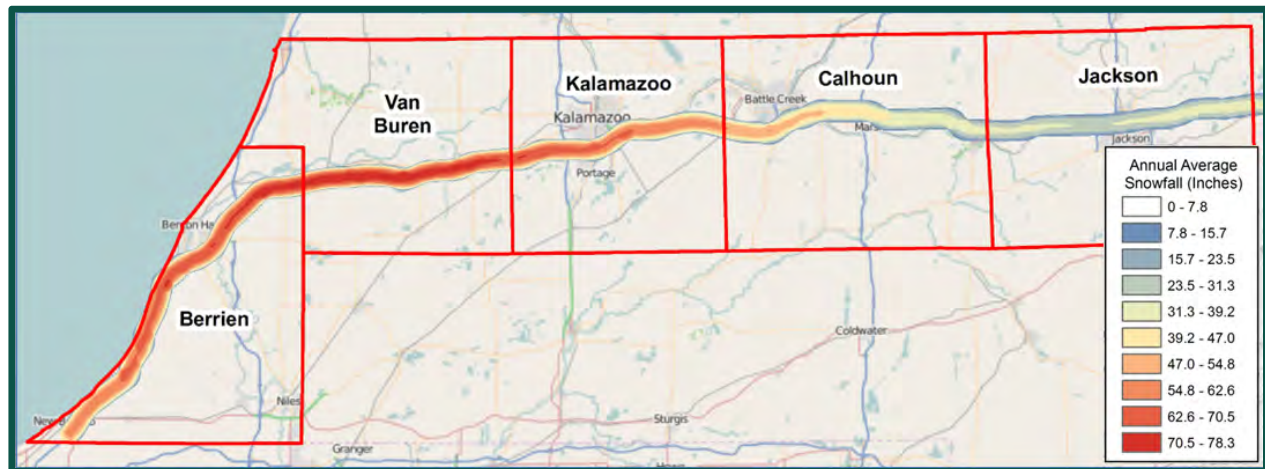 Van
Buren
Kalamazoo
Calhoun
Jackson
Kalamazoo
Battle Creek
Mars
Jackson
Portage
Berrien
Niles
Coldwater
Sturgis
Granger
Annual Average
Snowfall (Inches)
0 - 7.8
7.8 - 15.7
15.7 - 23.5
23.5 - 31.3
31.3 - 39.2
39.2 - 47.0
47.0 - 54.8
54.8 - 62.6
62.6 - 70.5
70.5 - 78.3